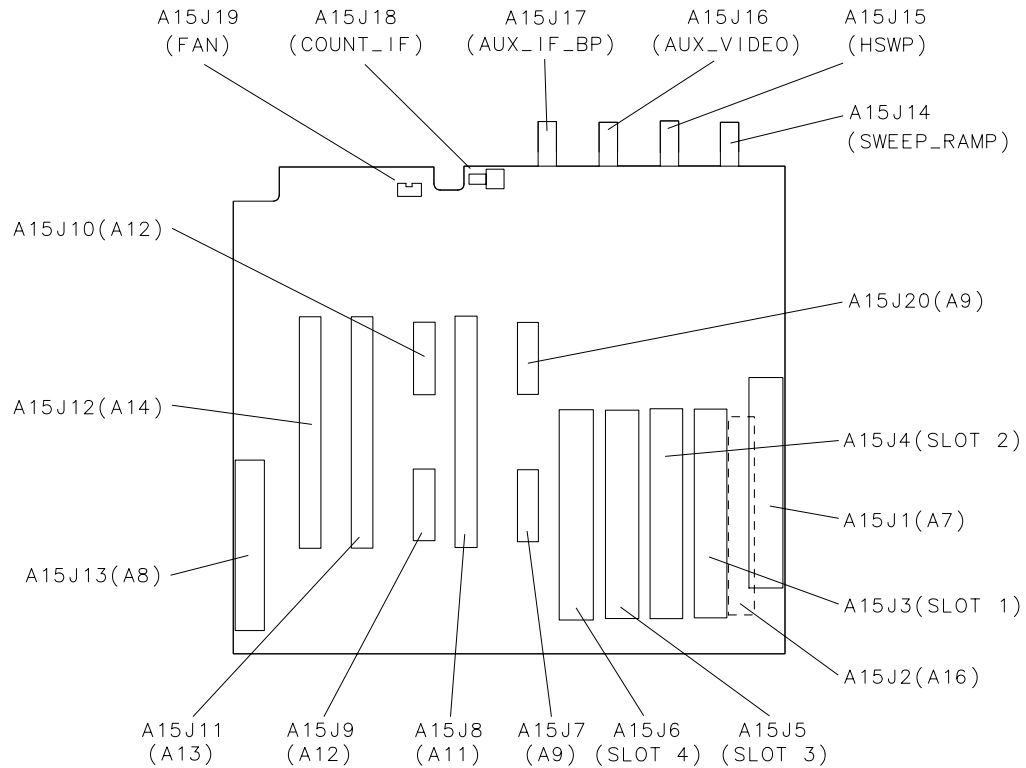 A15J19
(FAN)
A15J18
(COUNT_IF)
A15J17
(AUX_IF_BP)
A15J16
(AUX_VIDEO)
A15J15
(HSWP)
A15J14
(SWEEP_RAMP)
A15J10(A12)
A15J20(A9)
A15J12(A14)
A15J4(SLOT 2)
A15J1(A7)
A15J13(A8)
A15J3(SLOT 1)
A15J2(A16)
A15J11
(A13)
A15J9
(A12)
A15J8
(A11)
A15J7
(A9)
A15J6
(SLOT 4)
A15J5
(SLOT 3)